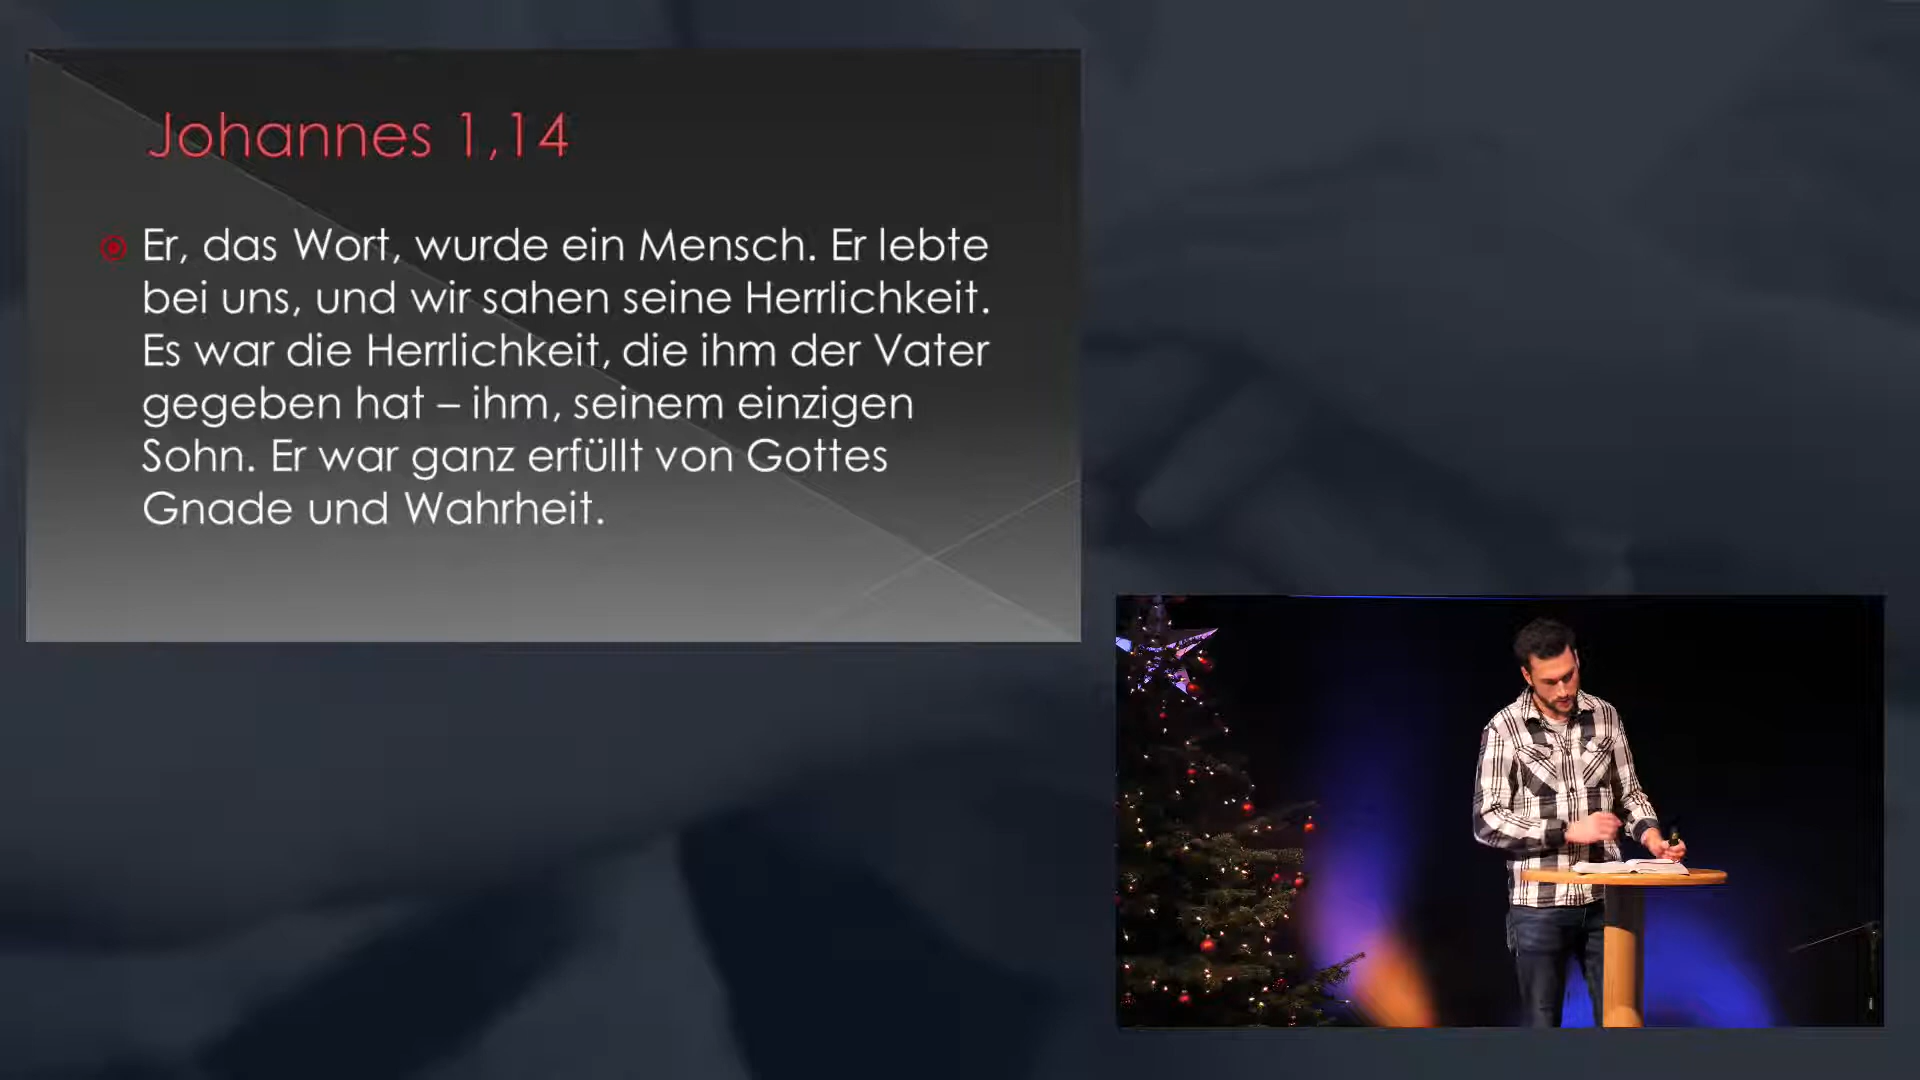 Johannes 1,14
Er, das Wort, wurde ein Mensch. Er lebte
bei uns, und wir sahen seine Herrlichkeit.
Es war die Herrlichkeit, die ihm der Vater
gegeben hat – ihm, seinem einzigen
Sohn. Er war ganz erfüllt von Gottes
Gnade und Wahrheit.